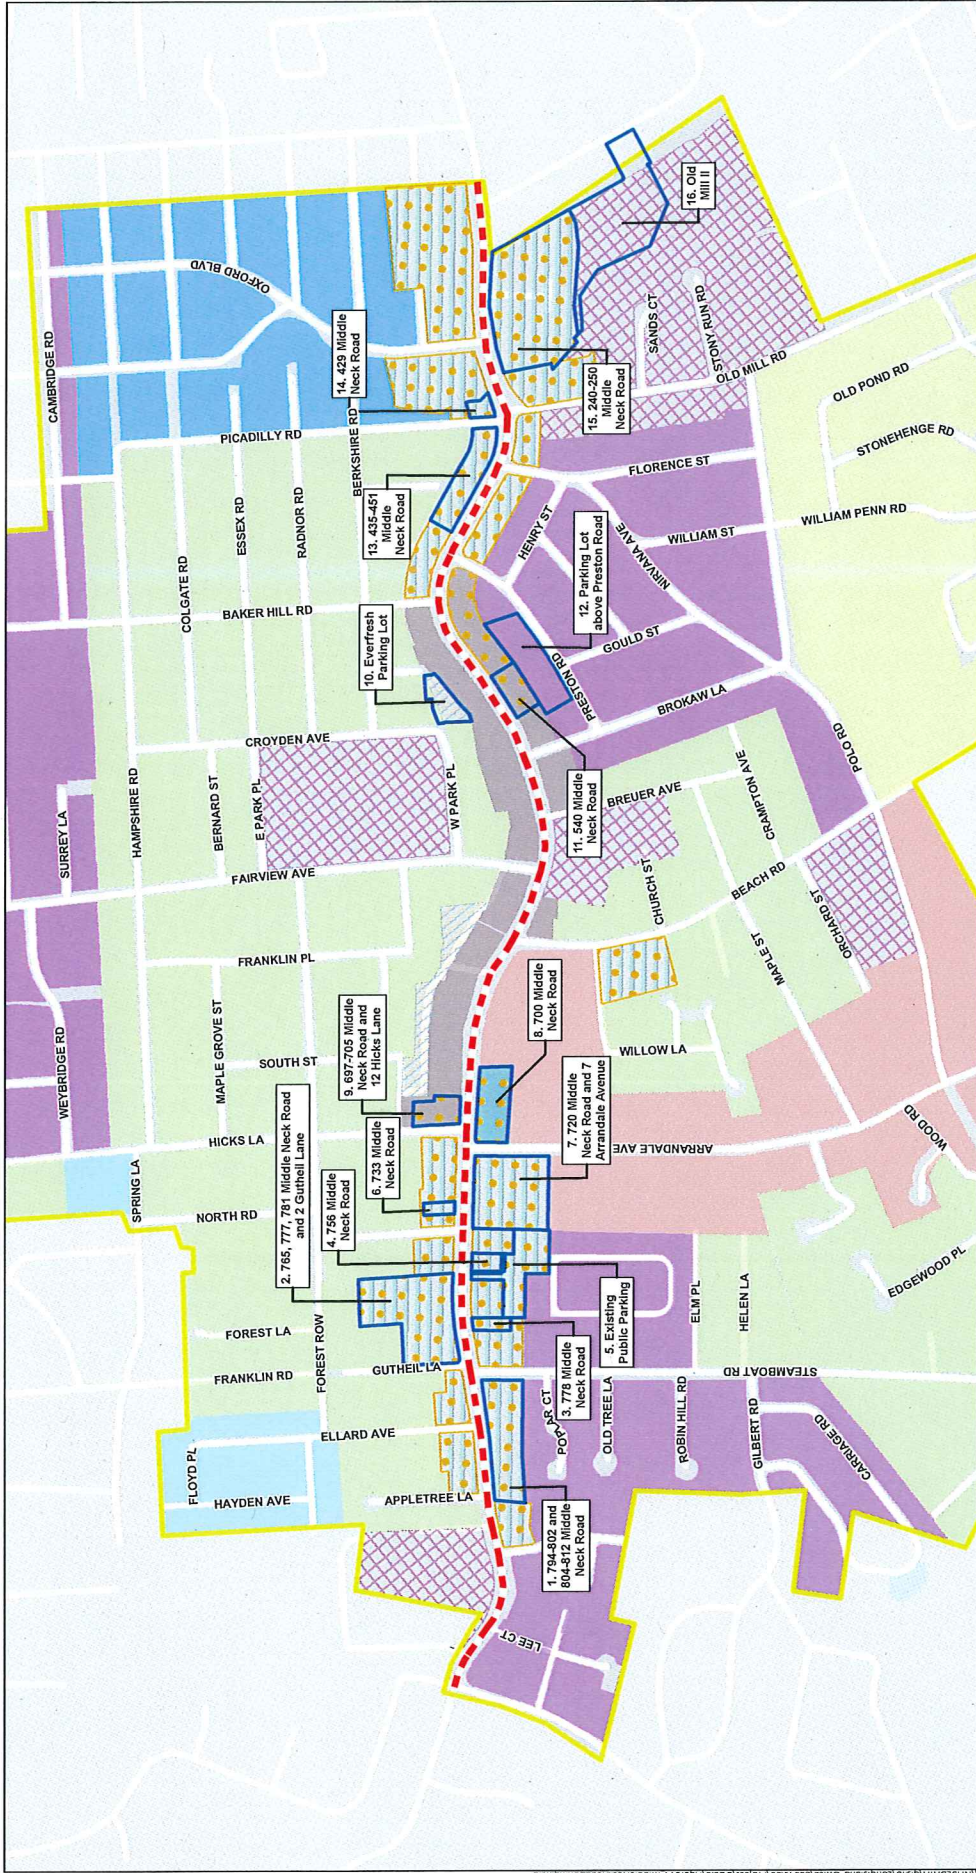 CAMBRIDGE RD
OXFORD BLVD
PICADILLY RD
BERKSHIRE RD
14. 429 Middle
Neck Road
COLGATE RD
ESSEX RD
RADNOR RD
13. 435-451
Middle
Neck Road
BAKER HILL RD
10. Everfresh
Parking Lot
SURREY LA
HAMPSHIRE RD
BERNARD ST
E PARK PL
CROYDEN AVE
W PARK PL
FAIRVIEW AVE
WEYBRIDGE RD
FRANKLIN PL
MAPLE GROVE ST
SOUTH ST
9. 697-705 Middle
Neck Road and
12 Hicks Lane
HICKS LA
SPRING LA
NORTH RD
6. 733 Middle
Neck Road
4. 756 Middle
Neck Road
2. 765, 777, 781 Middle Neck Road
and 2 Gutheil Lane
FOREST LA
FOREST ROW
FRANKLIN RD
GUTHEIL LA
ELLARD AVE
FLOYD PL
HAYDEN AVE
APPLETREE LA
16. Old
Mill II
SANDS CT
STONY RUN RD
15. 240-250
Middle
Neck Road
OLD MILL RD
OLD POND RD
STONEHENGE RD
FLORENCE ST
HENRY ST
WILLIAM ST
WILLIAM PENN RD
NIRVANA AVE
12. Parking Lot
above Preston Road
GOULD ST
PRESTON RD
BROKAW LA
POLO RD
11. 540 Middle
Neck Road
BREUER AVE
CRAMPTON AVE
CHURCH ST
BEACH RD
ORCHARD ST
MAPLE ST
8. 700 Middle
Neck Road
WILLOW LA
7. 720 Middle
Neck Road and 7
Arrandale Avenue
ARRANDALE AVE
WOOD RD
EDGEWOOD PL
5. Existing
Public Parking
ELM PL
HELEN LA
3. 778 Middle
Neck Road
STEAMBOAT RD
POPLAR CT
OLD TREE LA
ROBIN HILL RD
GILBERT RD
CARRIAGE RD
1. 794-802 and
804-812 Middle
Neck Road
LEE CT